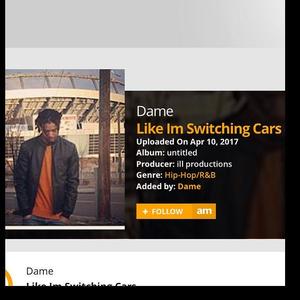 Dame
Like Im Switching Cars
Uploaded On Apr 10, 2017
Album: untitled
Producer: ill productions
Genre: Hip-Hop/R&B
Added by: Dame
+ FOLLOW am
Dame
Like Im Switching Cars